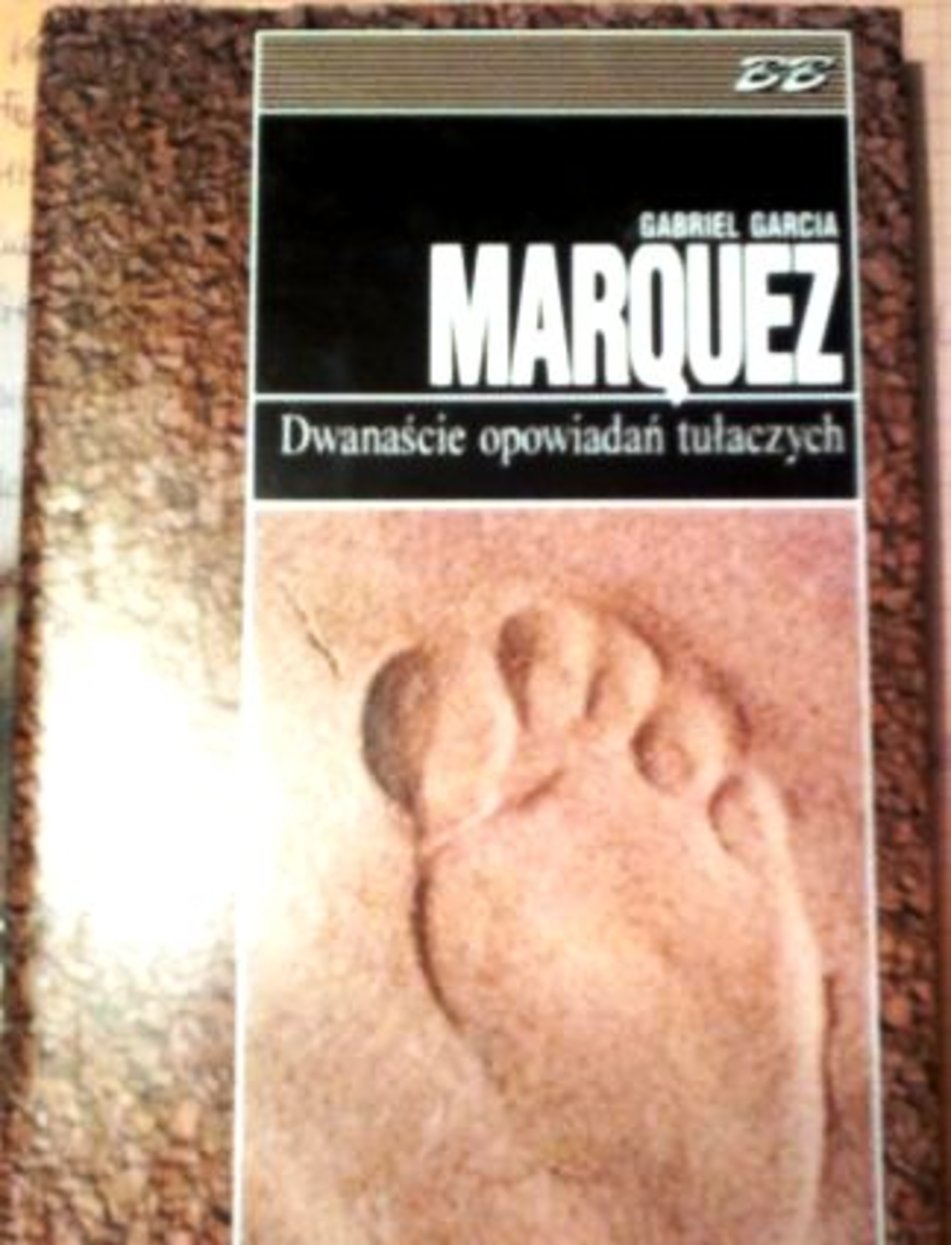 BB
GABRIEL GARCIA
MARQUEZ
Dwanaście opowiadań tułaczych